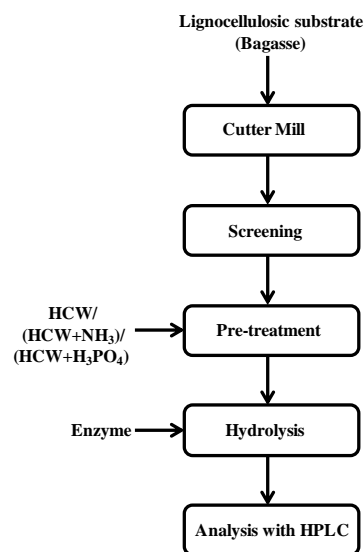 Lignocellulosic substrate
(Bagasse)
Cutter Mill
Screening
HCW/
(HCW+NH₃)/
(HCW+H₃PO₄)
Pre-treatment
Enzyme
Hydrolysis
Analysis with HPLC